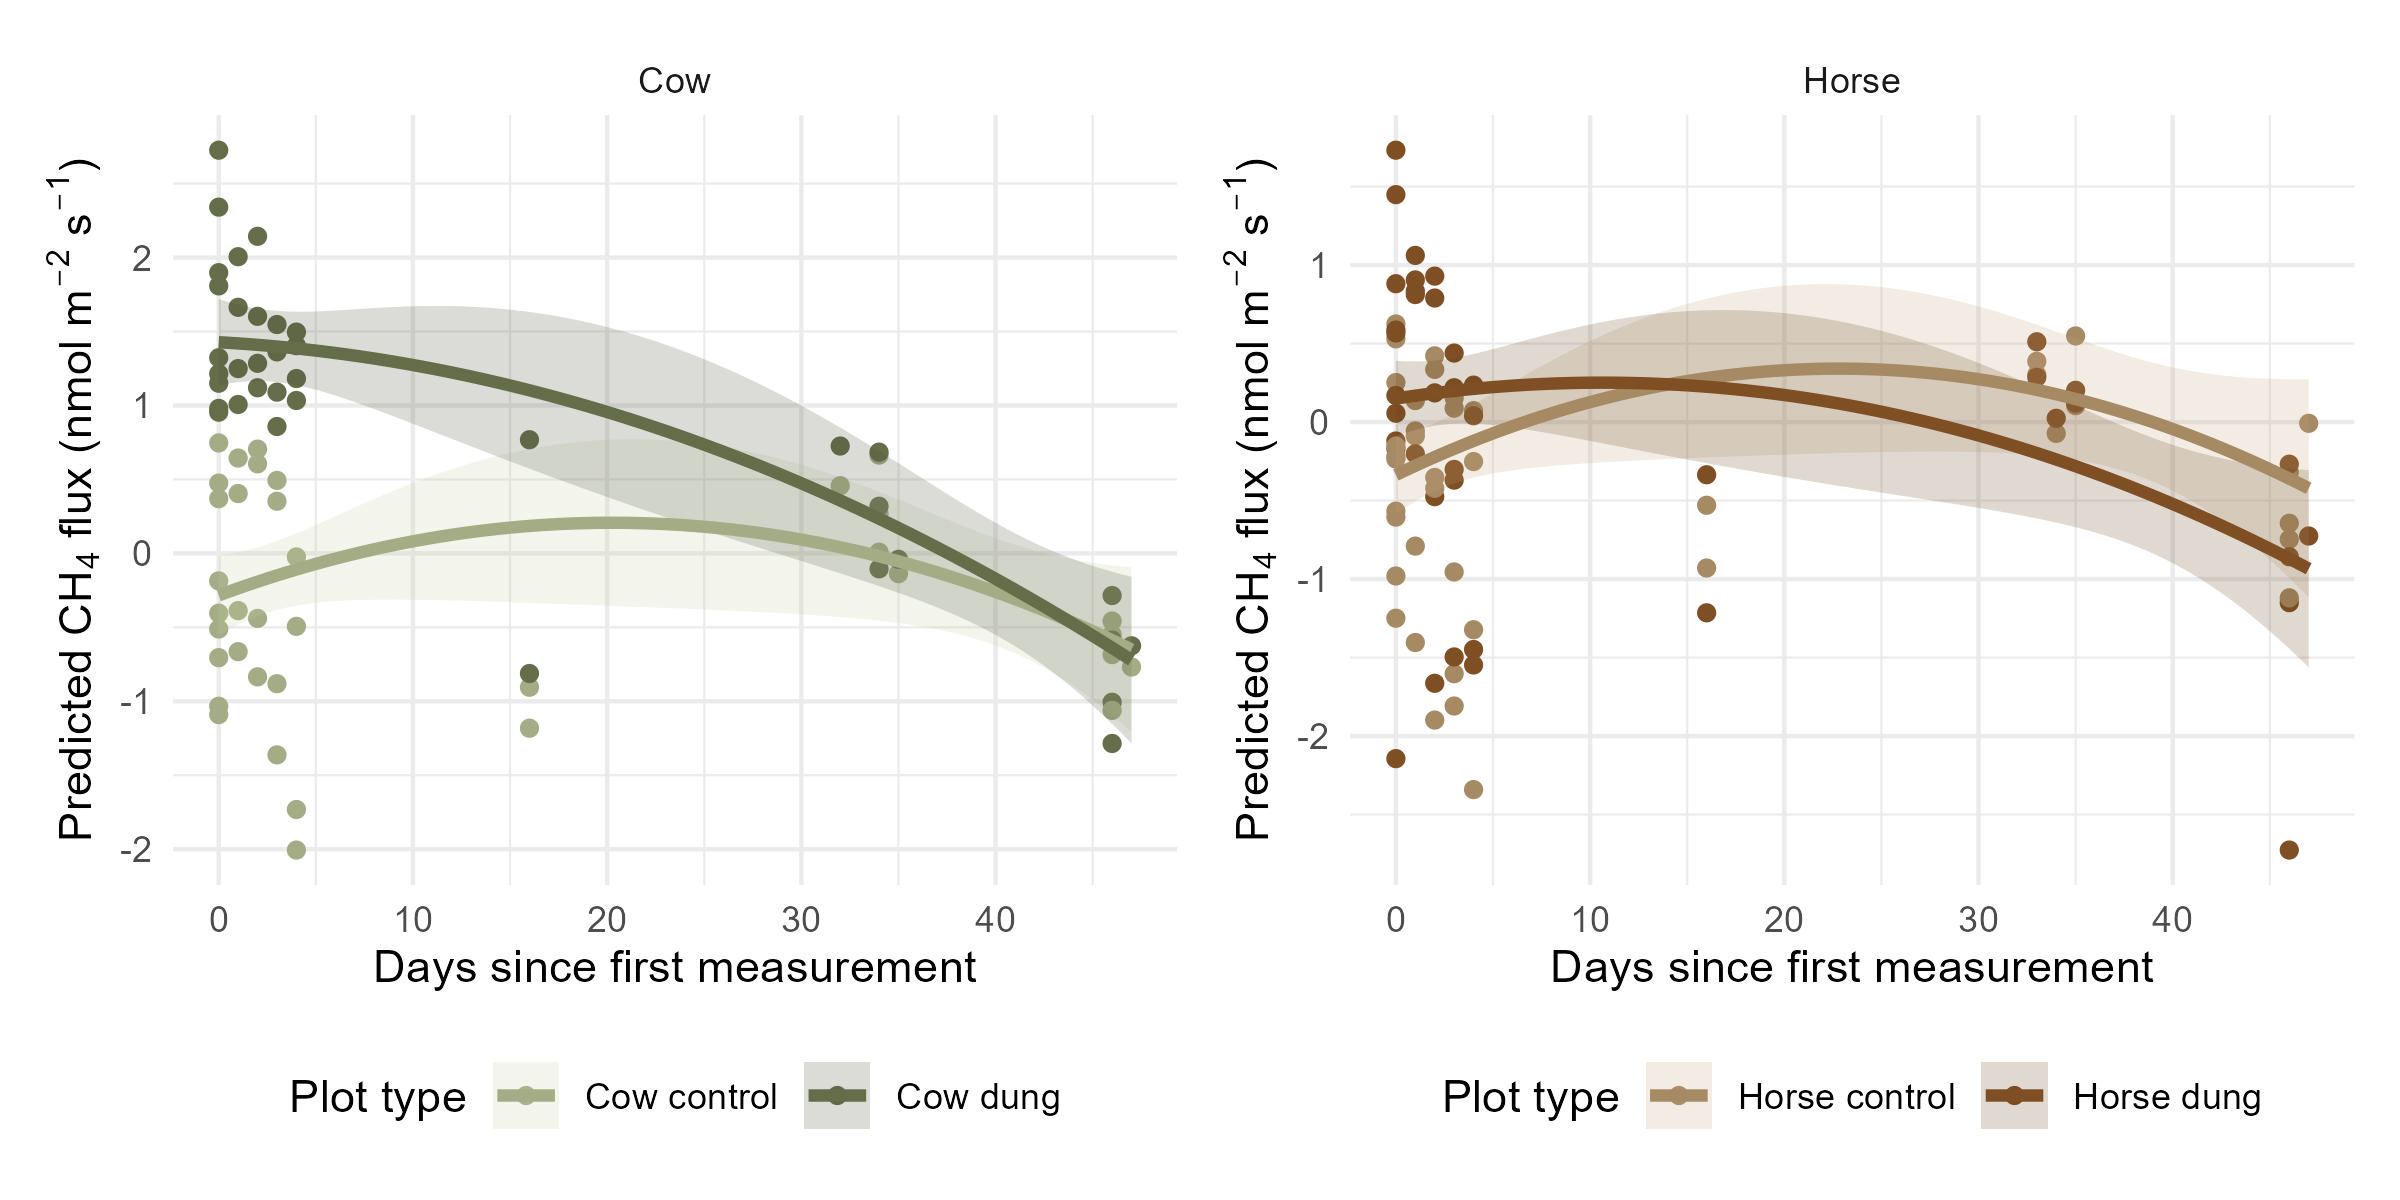 Cow
Predicted CH₄ flux (nmol m⁻² s⁻¹)
2
1
0
-1
-2
0 10 20 30 40
Days since first measurement
Plot type Cow control Cow dung
Horse
Predicted CH₄ flux (nmol m⁻² s⁻¹)
1
0
-1
-2
0 10 20 30 40
Days since first measurement
Plot type Horse control Horse dung